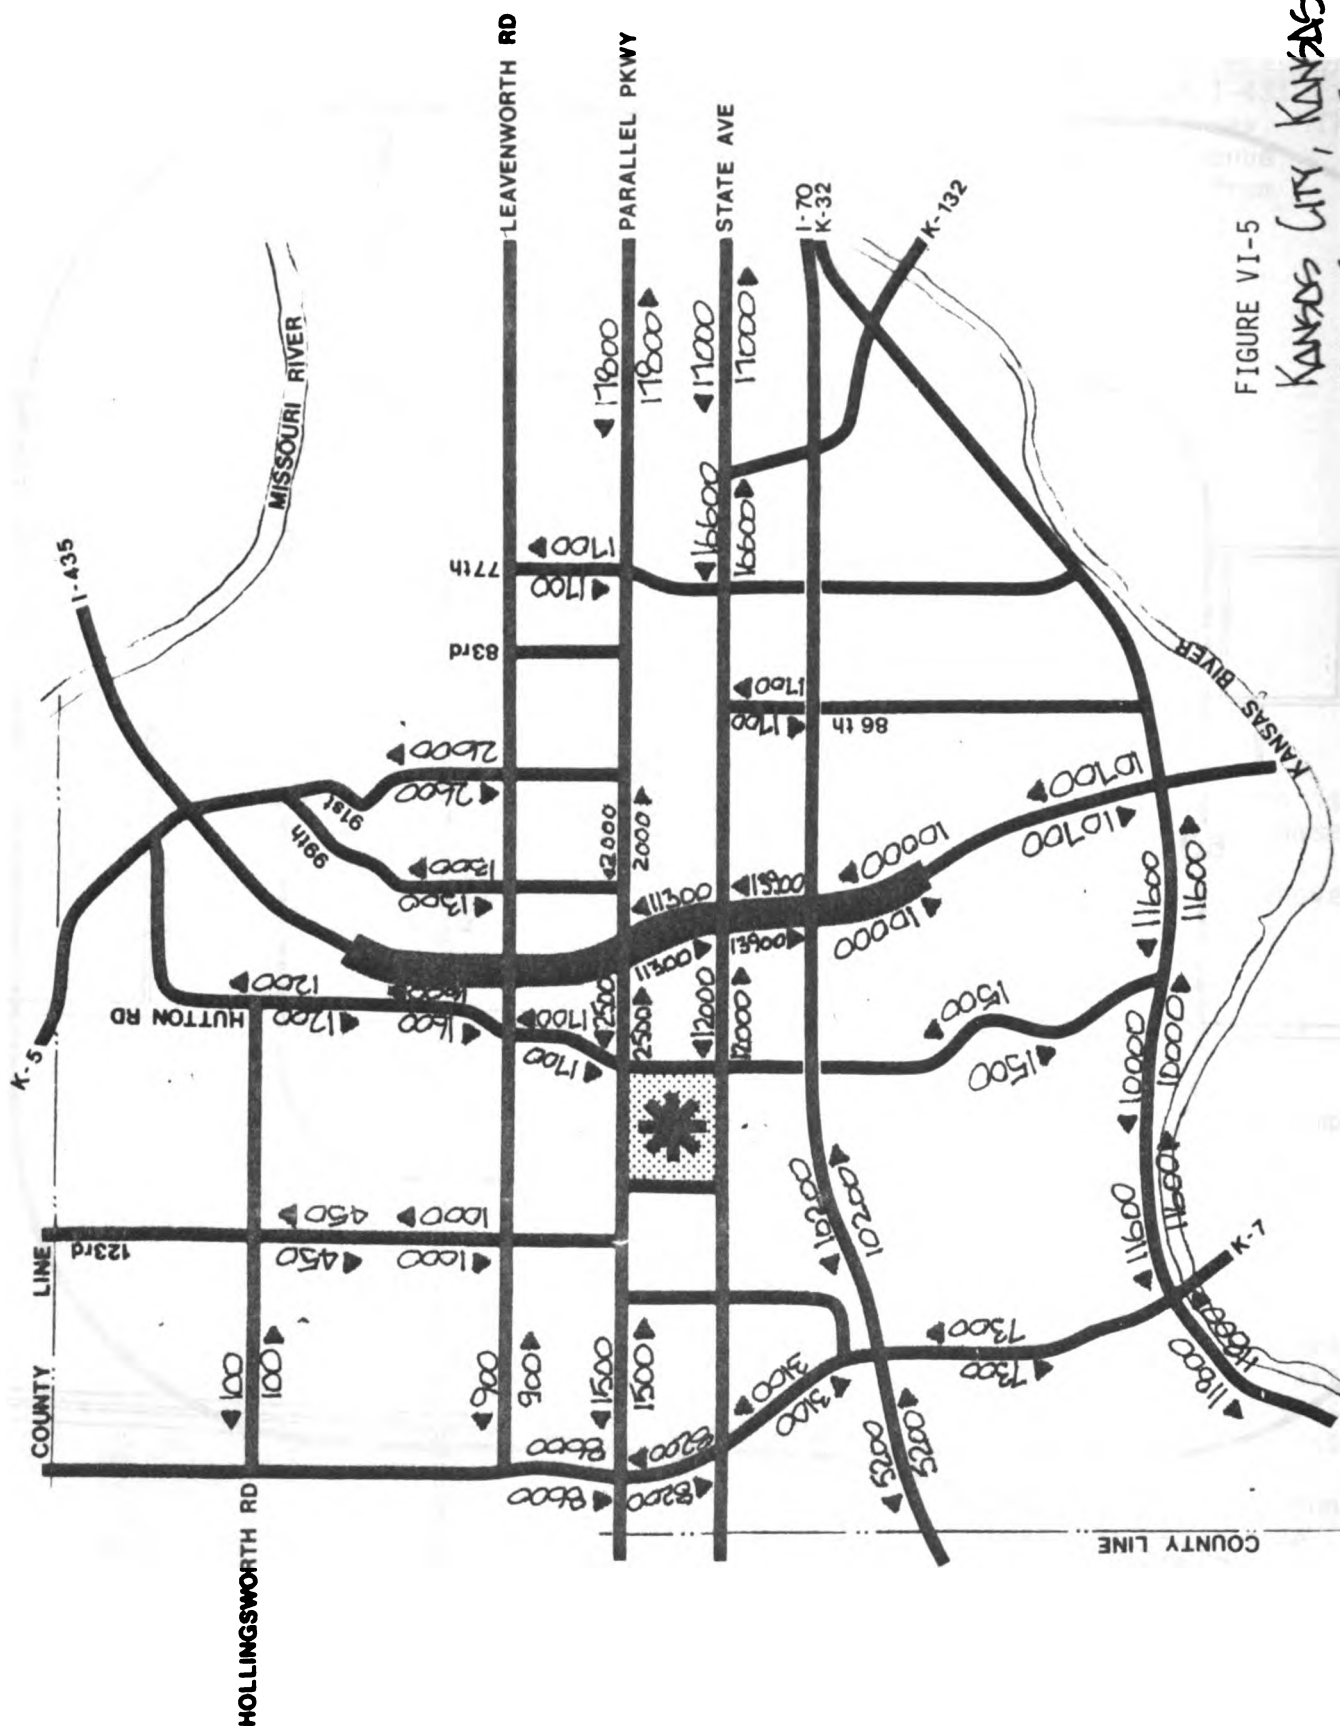 LEAVENWORTH RD
PARALLEL PKWY
STATE AVE
I-70
K-32
K-132
FIGURE VI-5
KANSAS CITY, KANSAS
MISSOURI RIVER
I-435
17800
17800
17000
17000
16600
16600
77th
1700
1700
83rd
1700
1700
86 th
KANSAS RIVER
2600
2600
91st
99th
1300
1300
2000
11300
11300
13900
13900
10000
10000
10700
10700
11600
11600
K-5
HUTTON RD
1200
1200
1600
1700
1700
2500
2500
12000
12000
1500
1500
10000
10000
COUNTY LINE
123rd
450
450
1000
1000
10200
10200
11600
11600
K-7
100
100
900
900
1500
1500
8600
8600
8200
8200
3100
3100
7300
7300
5200
5200
11800
HOLLINGSWORTH RD
COUNTY LINE